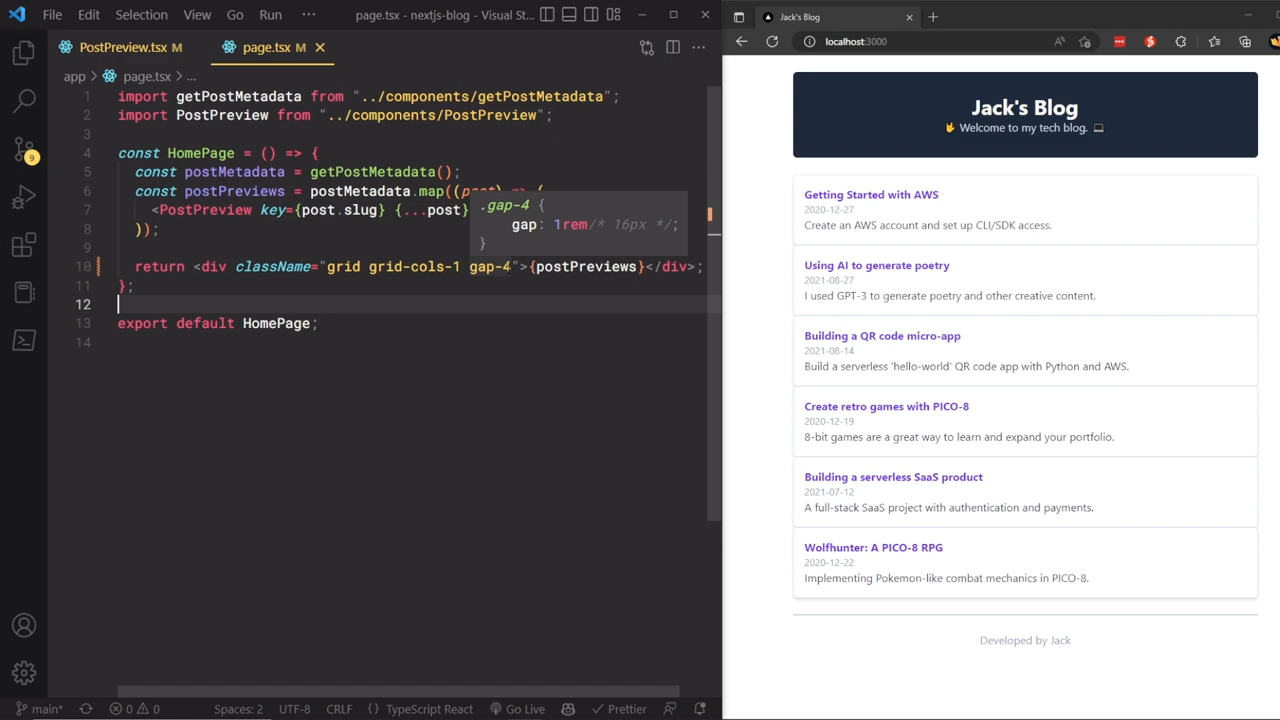 File Edit Selection View Go Run ··· page.tsx - nextjs-blog - Visual St...
PostPreview.tsx M page.tsx M
app > page.tsx > ...
1 import getPostMetadata from "../components/getPostMetadata";
2 import PostPreview from "../components/PostPreview";
3
4 const HomePage = () => {
5 const postMetadata = getPostMetadata();
6 const postPreviews = postMetadata.map((post) => (
7 <PostPreview key={post.slug} {...post}
8 ));
9
10 return <div className="grid grid-cols-1 gap-4">{postPreviews}</div>;
11 };
12
13 export default HomePage;
14
.gap-4 {
gap: 1rem/* 16px */;
}
9
main* 0 0 Spaces: 2 UTF-8 CRLF {} TypeScript React Go Live Prettier
Jack's Blog
localhost:3000
Jack's Blog
🤟 Welcome to my tech blog. 💻
Getting Started with AWS
2020-12-27
Create an AWS account and set up CLI/SDK access.
Using AI to generate poetry
2021-08-27
I used GPT-3 to generate poetry and other creative content.
Building a QR code micro-app
2021-08-14
Build a serverless 'hello-world' QR code app with Python and AWS.
Create retro games with PICO-8
2020-12-19
8-bit games are a great way to learn and expand your portfolio.
Building a serverless SaaS product
2021-07-12
A full-stack SaaS project with authentication and payments.
Wolfhunter: A PICO-8 RPG
2020-12-22
Implementing Pokemon-like combat mechanics in PICO-8.
Developed by Jack